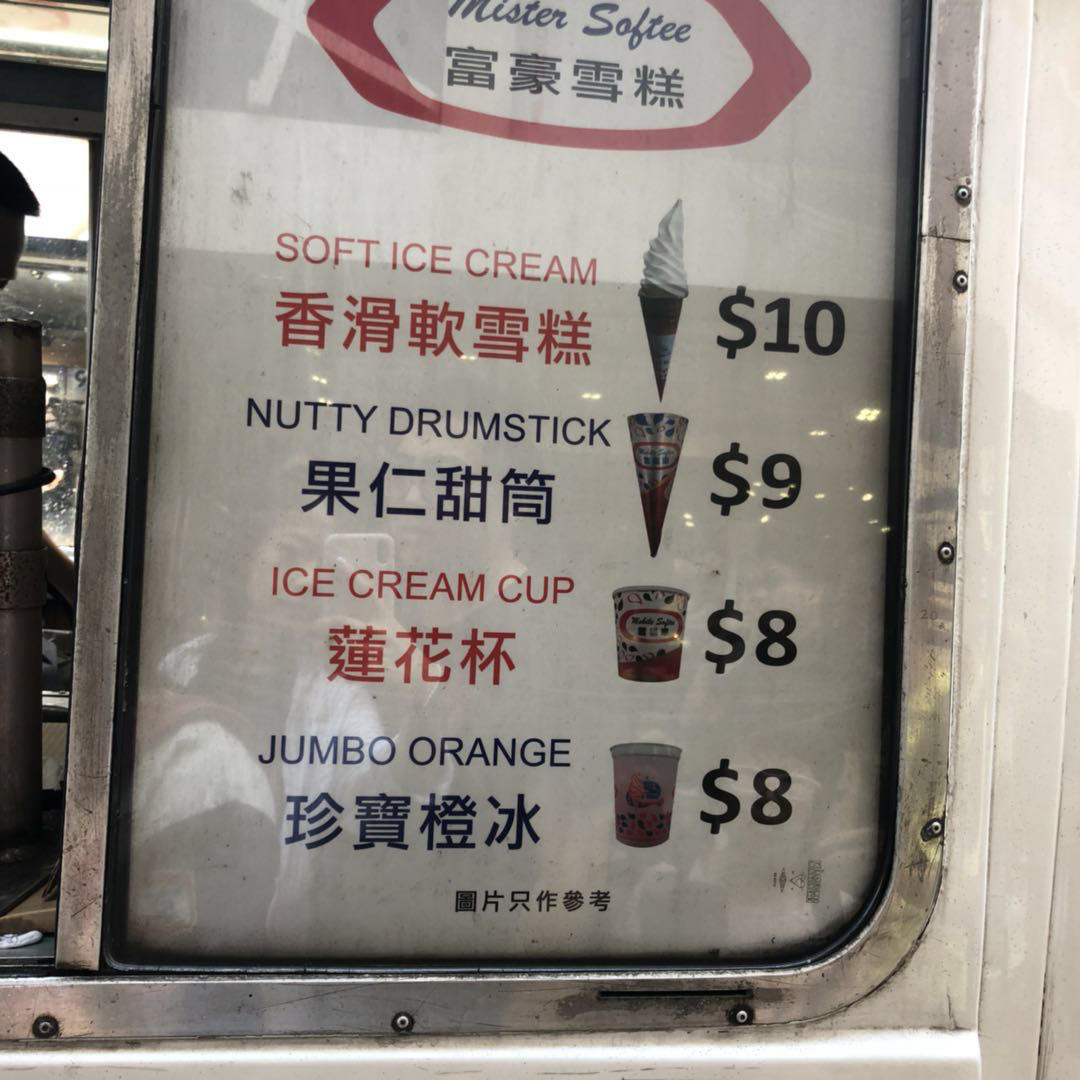 Mister Softee
富豪雪糕
SOFT ICE CREAM
香滑軟雪糕
$10
NUTTY DRUMSTICK
果仁甜筒
$9
ICE CREAM CUP
蓮花杯
Mobile Softee
$8
JUMBO ORANGE
珍寶橙冰
$8
圖片只作參考